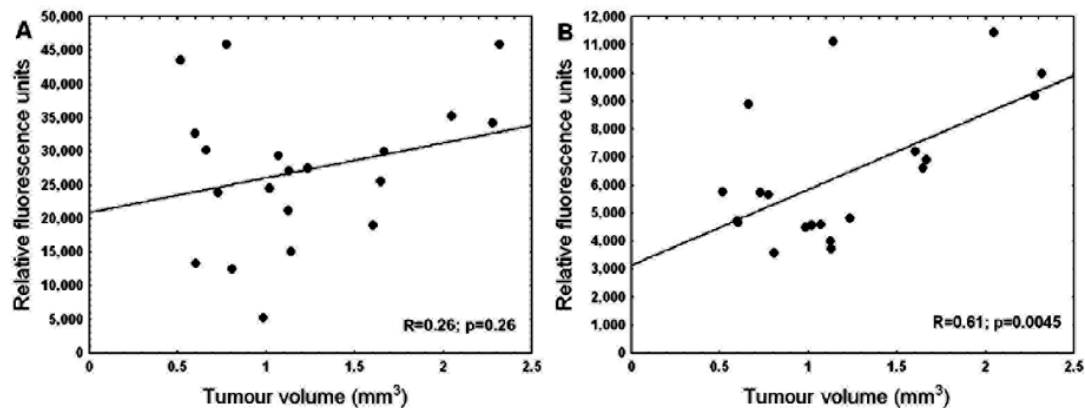 A
Relative fluorescence units
50,000
45,000
40,000
35,000
30,000
25,000
20,000
15,000
10,000
5,000
0
R=0.26; p=0.26
0 0.5 1 1.5 2 2.5
Tumour volume (mm³)
B
Relative fluorescence units
12,000
11,000
10,000
9,000
8,000
7,000
6,000
5,000
4,000
3,000
2,000
1,000
0
R=0.61; p=0.0045
0 0.5 1 1.5 2 2.5
Tumour volume (mm³)